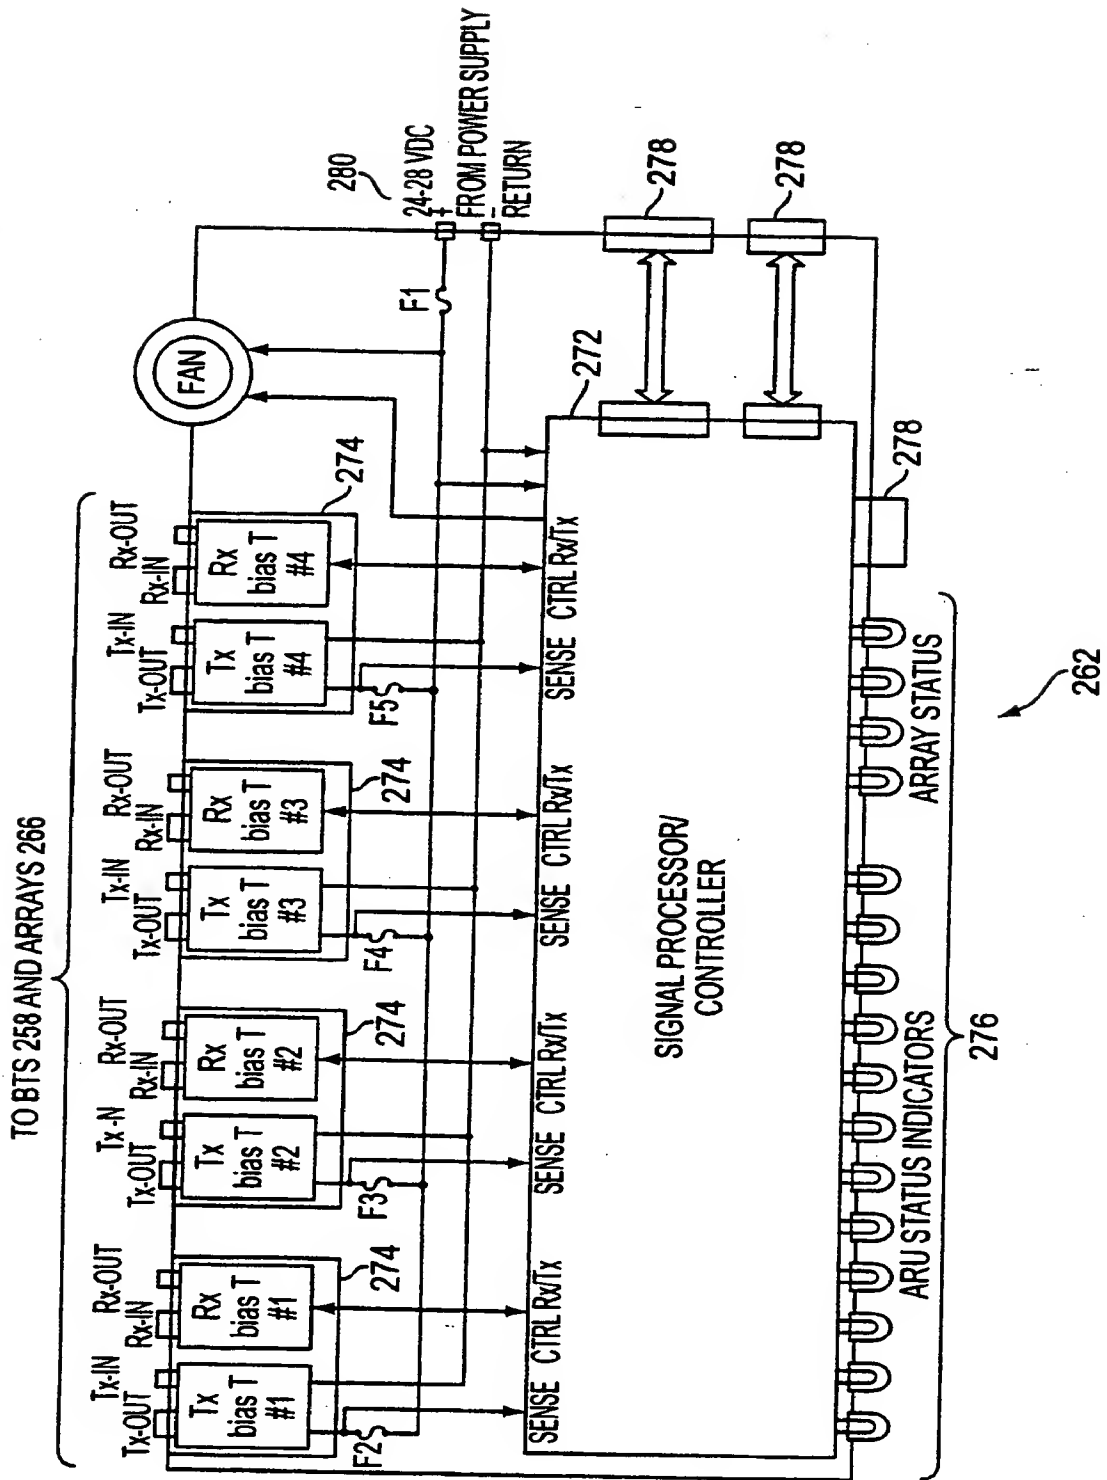 TO BTS 258 AND ARRAYS 266
Tx-OUT
Tx-IN
Rx-IN
Rx-OUT
Tx-OUT
Tx-N
Rx-IN
Rx-OUT
Tx-OUT
Tx-IN
Rx-IN
Rx-OUT
Tx-OUT
Tx-IN
Rx-IN
Rx-OUT
Tx
bias T
#1
Rx
bias T
#1
Tx
bias T
#2
Rx
bias T
#2
Tx
bias T
#3
Rx
bias T
#3
Tx
bias T
#4
Rx
bias T
#4
FAN
274
274
274
274
F2
F3
F4
F5
F1
280
24-28 VDC
+
FROM POWER SUPPLY
-
RETURN
SENSE CTRL Rx/Tx
SENSE CTRL Rx/Tx
SENSE CTRL Rx/Tx
SENSE CTRL Rx/Tx
272
278
278
278
SIGNAL PROCESSOR/
CONTROLLER
ARU STATUS INDICATORS
ARRAY STATUS
276
262